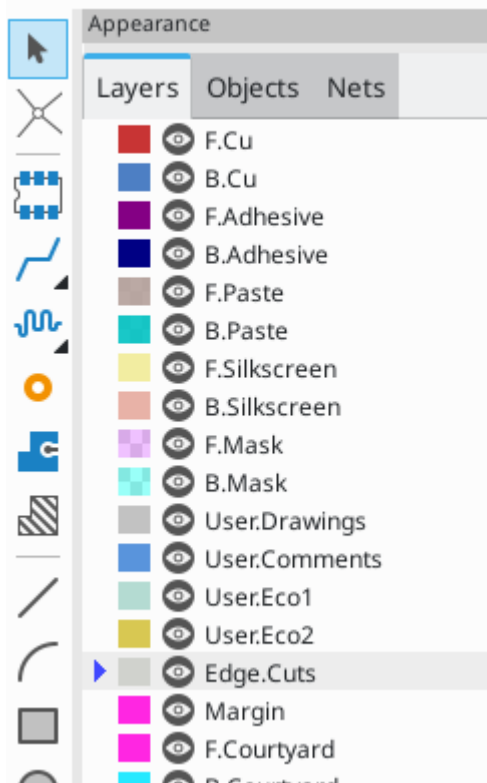 Appearance
Layers Objects Nets
F.Cu
B.Cu
F.Adhesive
B.Adhesive
F.Paste
B.Paste
F.Silkscreen
B.Silkscreen
F.Mask
B.Mask
User.Drawings
User.Comments
User.Eco1
User.Eco2
Edge.Cuts
Margin
F.Courtyard
B.Courtyard